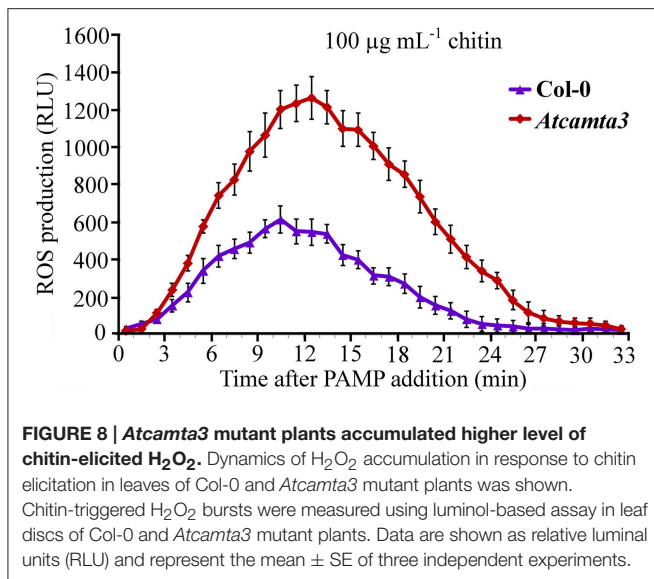 1600
1400
1200
1000
800
600
400
200
0
ROS production (RLU)
100 µg mL⁻¹ chitin
Col-0
Atcamta3
0 3 6 9 12 15 18 21 24 27 30 33
Time after PAMP addition (min)
FIGURE 8 | Atcamta3 mutant plants accumulated higher level of
chitin-elicited H₂O₂. Dynamics of H₂O₂ accumulation in response to chitin
elicitation in leaves of Col-0 and Atcamta3 mutant plants was shown.
Chitin-triggered H₂O₂ bursts were measured using luminol-based assay in leaf
discs of Col-0 and Atcamta3 mutant plants. Data are shown as relative luminal
units (RLU) and represent the mean ± SE of three independent experiments.